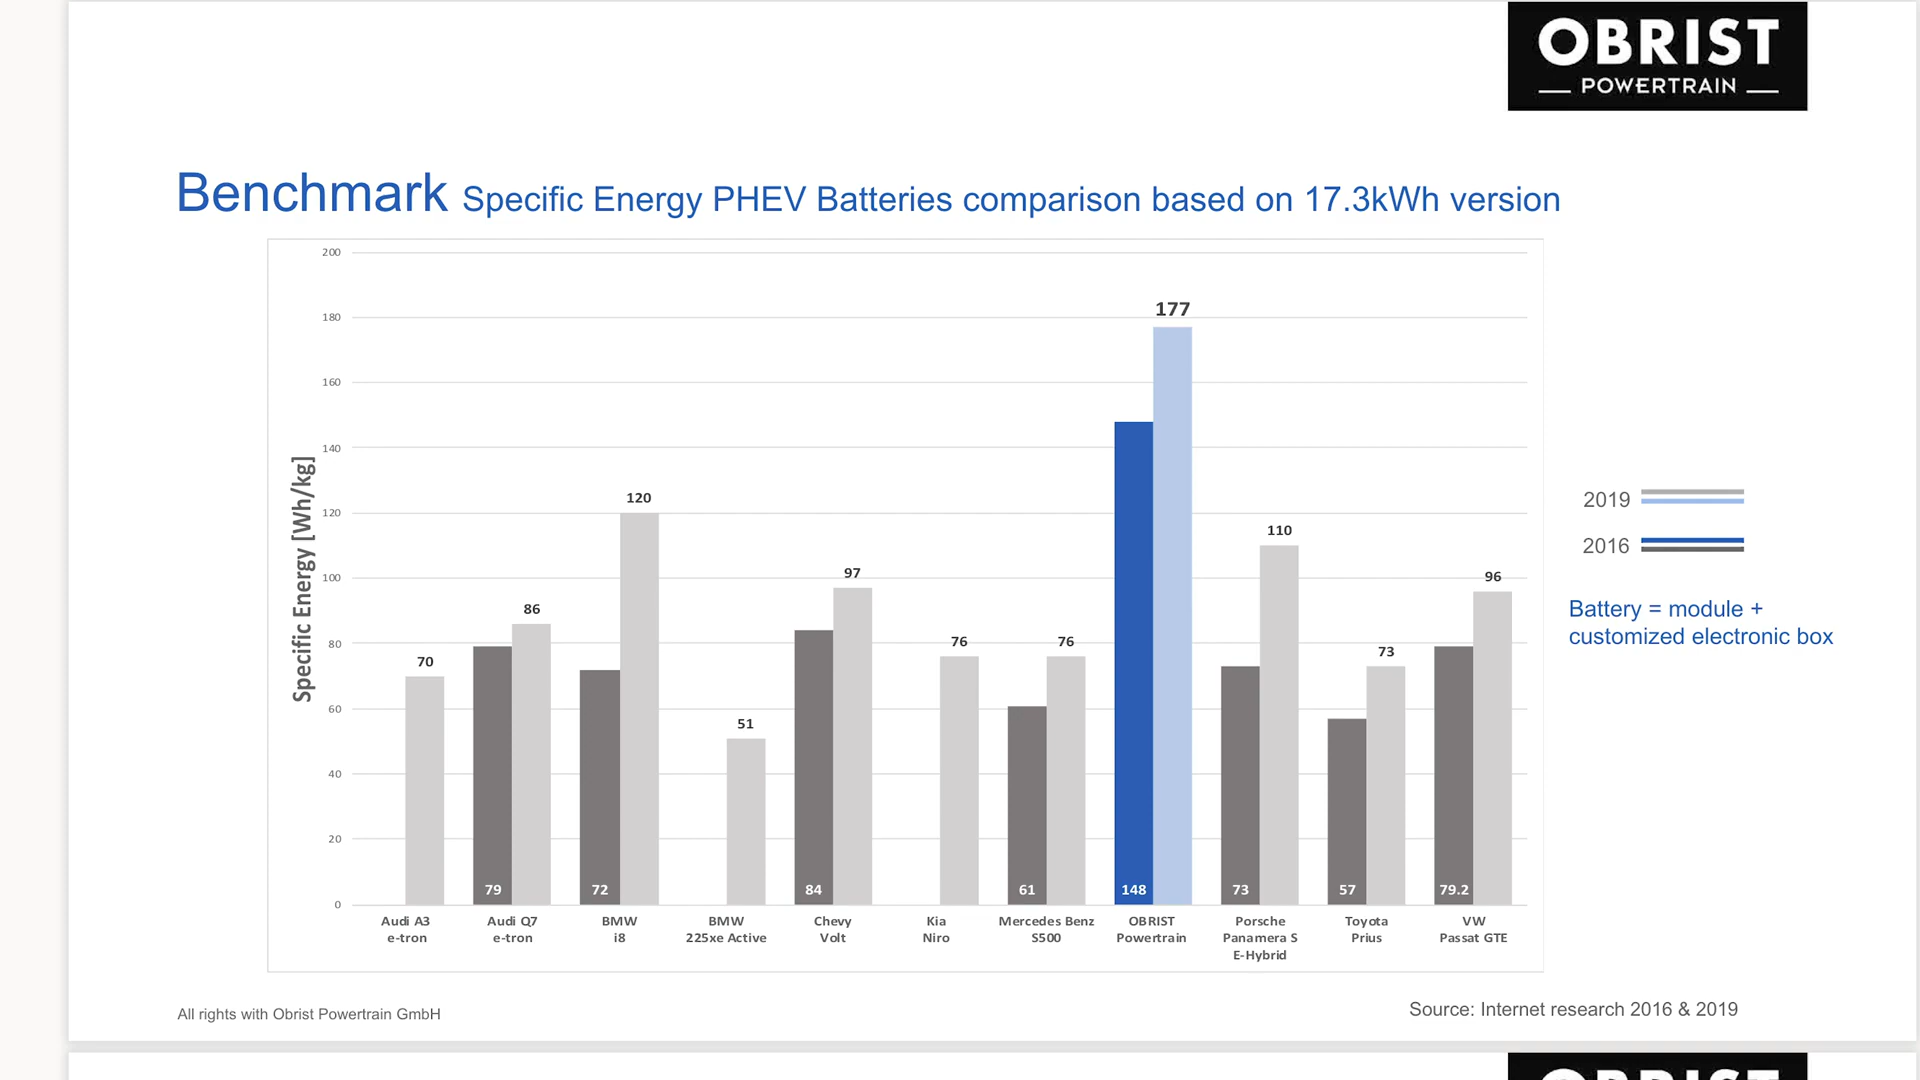 OBRIST
POWERTRAIN
Benchmark Specific Energy PHEV Batteries comparison based on 17.3kWh version
Specific Energy [Wh/kg]
200
180
160
140
120
100
80
60
40
20
0
70
79
86
72
120
51
84
97
76
61
76
148
177
73
110
57
73
79.2
96
Audi A3
e-tron
Audi Q7
e-tron
BMW
i8
BMW
225xe Active
Chevy
Volt
Kia
Niro
Mercedes Benz
S500
OBRIST
Powertrain
Porsche
Panamera S
E-Hybrid
Toyota
Prius
VW
Passat GTE
2019
2016
Battery = module +
customized electronic box
All rights with Obrist Powertrain GmbH
Source: Internet research 2016 & 2019
OBRIST